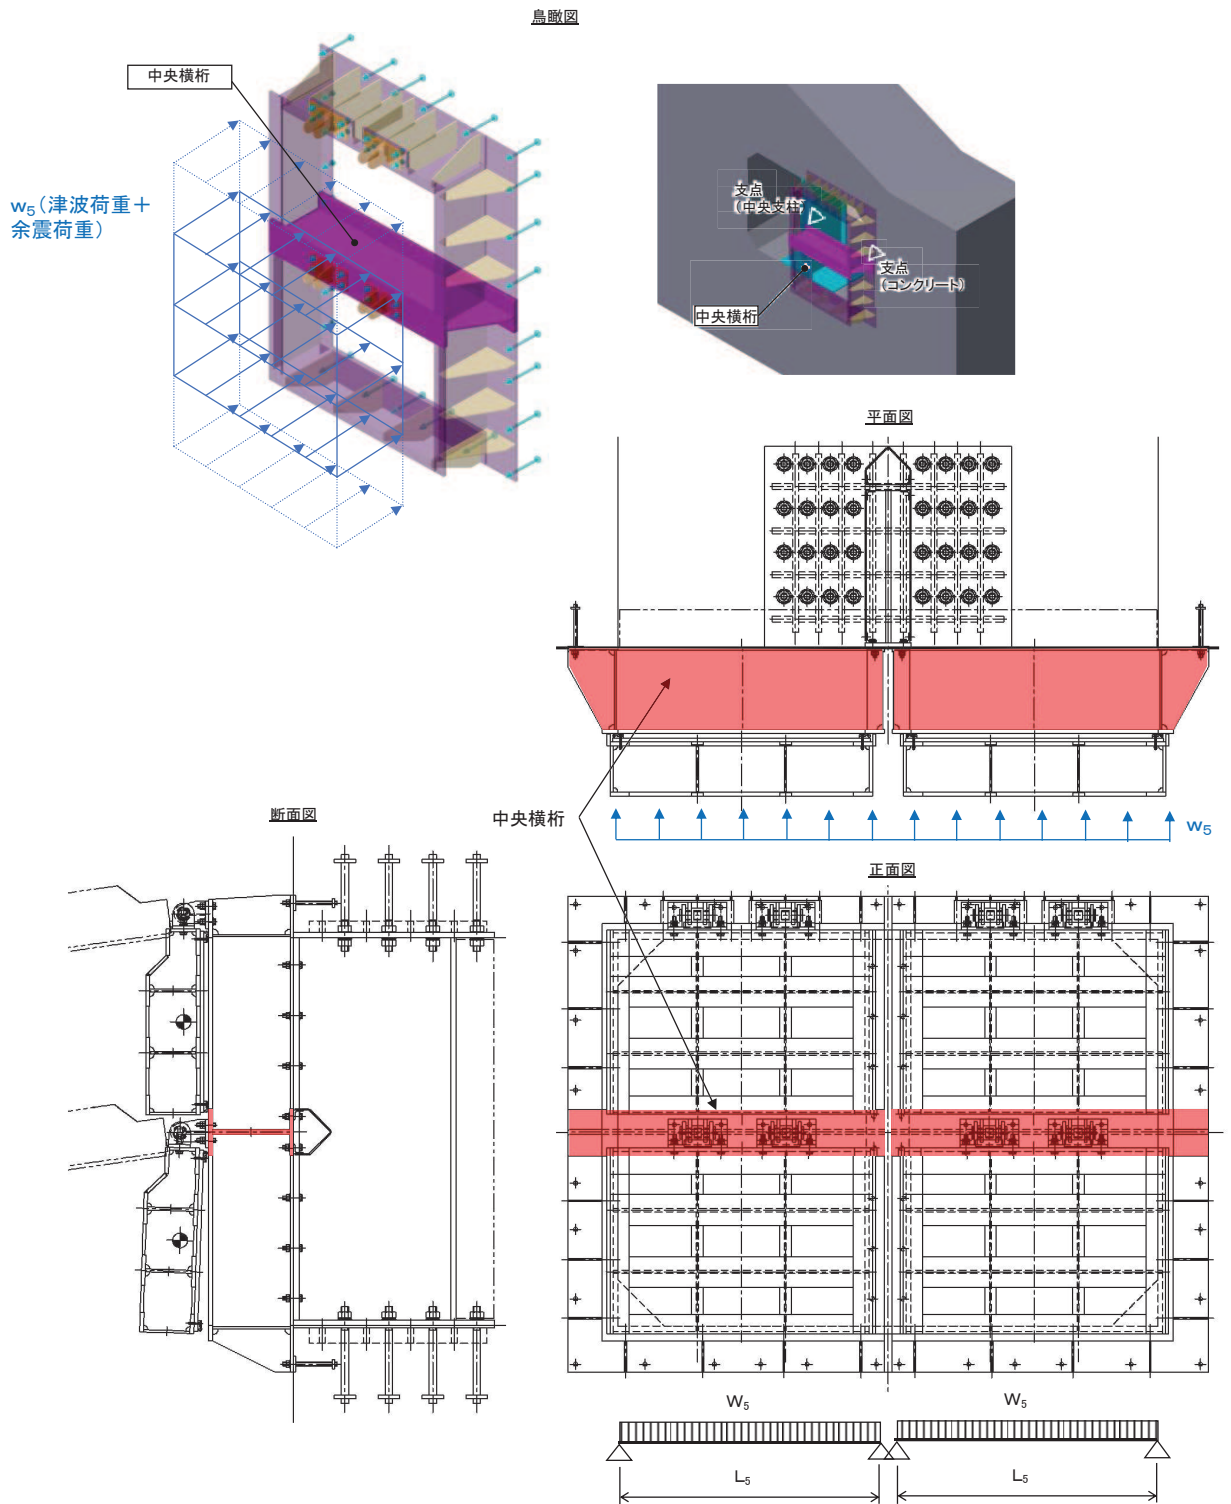 鳥瞰図
中央横桁
w₅(津波荷重＋
余震荷重)
支点
(中央支柱)
支点
(コンクリート)
中央横桁
平面図
中央横桁
w₅
断面図
正面図
W₅
W₅
L₅
L₅